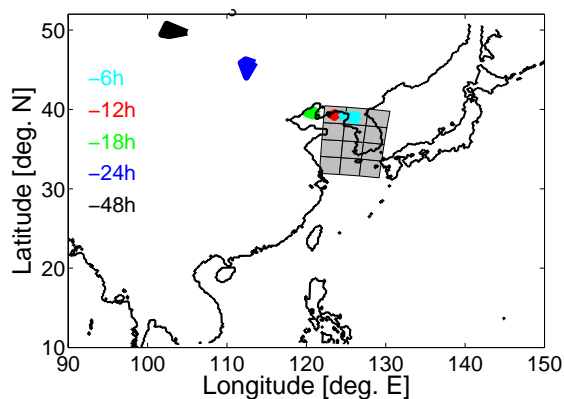 50
40
30
20
10
Latitude [deg. N]
–6h
–12h
–18h
–24h
–48h
90 100 110 120 130 140 150
Longitude [deg. E]